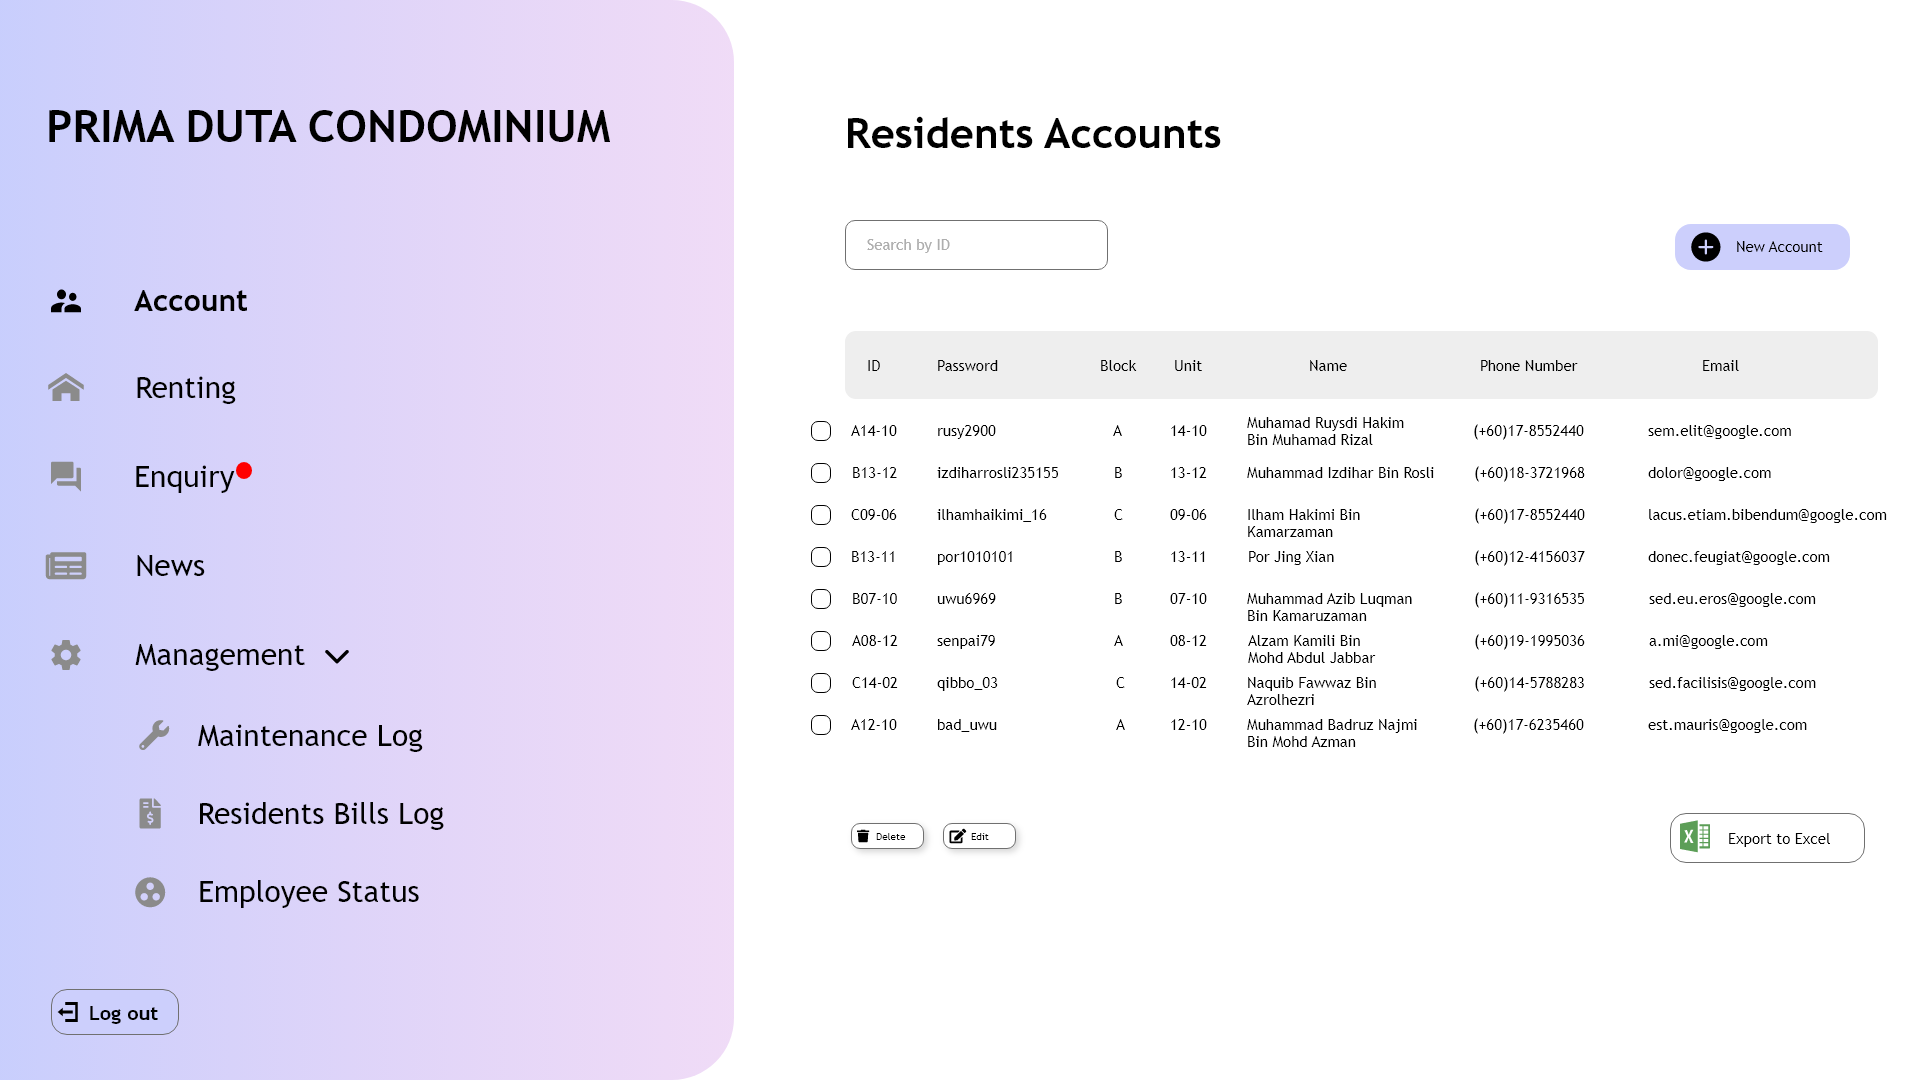 PRIMA DUTA CONDOMINIUM
Account
Renting
Enquiry
News
Management
Maintenance Log
Residents Bills Log
Employee Status
Log out
Residents Accounts
Search by ID
New Account
ID Password Block Unit Name Phone Number Email
A14-10 rusy2900 A 14-10 Muhamad Ruysdi Hakim (+60)17-8552440 sem.elit@google.com
Bin Muhamad Rizal
B13-12 izdiharrosli235155 B 13-12 Muhammad Izdihar Bin Rosli (+60)18-3721968 dolor@google.com
C09-06 ilhamhaikimi_16 C 09-06 Ilham Hakimi Bin (+60)17-8552440 lacus.etiam.bibendum@google.com
Kamarzaman
B13-11 por1010101 B 13-11 Por Jing Xian (+60)12-4156037 donec.feugiat@google.com
B07-10 uwu6969 B 07-10 Muhammad Azib Luqman (+60)11-9316535 sed.eu.eros@google.com
Bin Kamaruzaman
A08-12 senpai79 A 08-12 Alzam Kamili Bin (+60)19-1995036 a.mi@google.com
Mohd Abdul Jabbar
C14-02 qibbo_03 C 14-02 Naquib Fawwaz Bin (+60)14-5788283 sed.facilisis@google.com
Azrolhezri
A12-10 bad_uwu A 12-10 Muhammad Badruz Najmi (+60)17-6235460 est.mauris@google.com
Bin Mohd Azman
Delete
Edit
X
Export to Excel